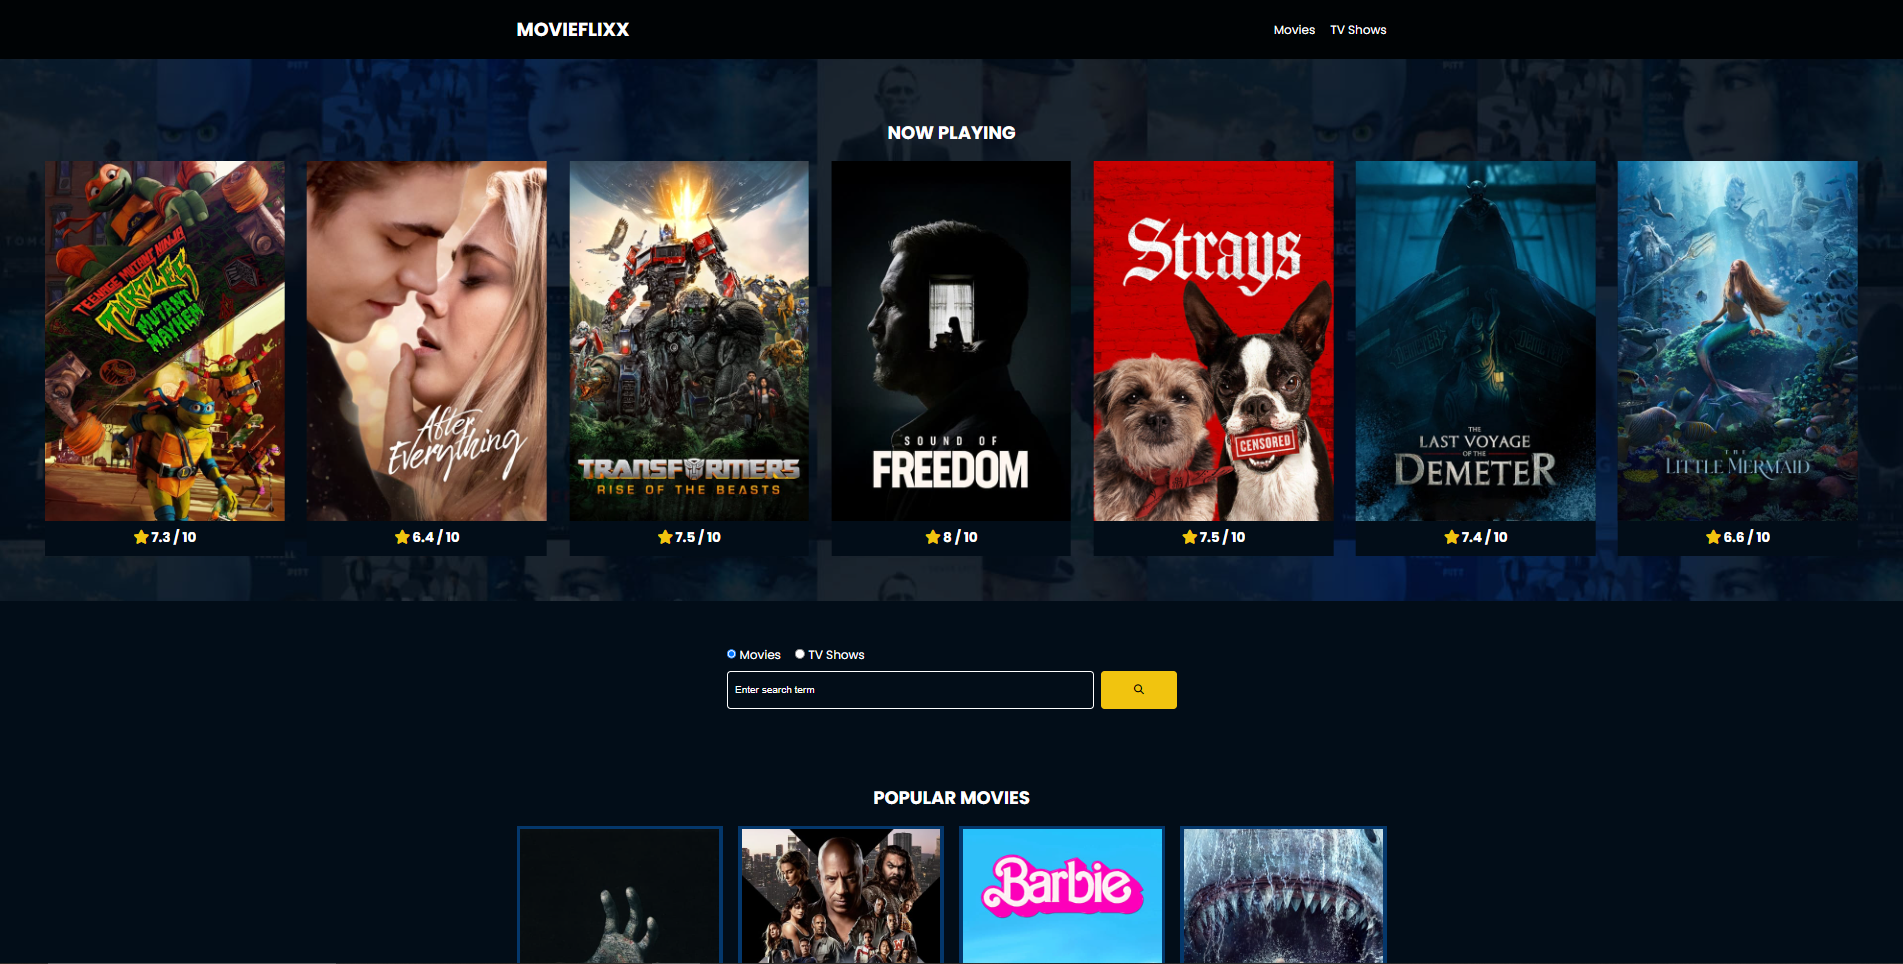 MOVIEFLIXX
Movies TV Shows
NOW PLAYING
TEENAGE MUTANT NINJA
TURTLES
MUTANT
MAYHEM
After
Everything
TRANSFORMERS
RISE OF THE BEASTS
SOUND OF
FREEDOM
Strays
CENSORED
THE
LAST VOYAGE
OF THE
DEMETER
THE
LITTLE MERMAID
7.3 / 10
6.4 / 10
7.5 / 10
8 / 10
7.5 / 10
7.4 / 10
6.6 / 10
Movies TV Shows
Enter search term
POPULAR MOVIES
Barbie